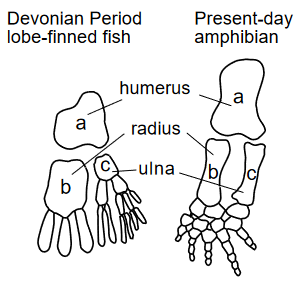 Devonian Period
lobe-finned fish
Present-day
amphibian
humerus
a
a
radius
ulna
b
c
b
c